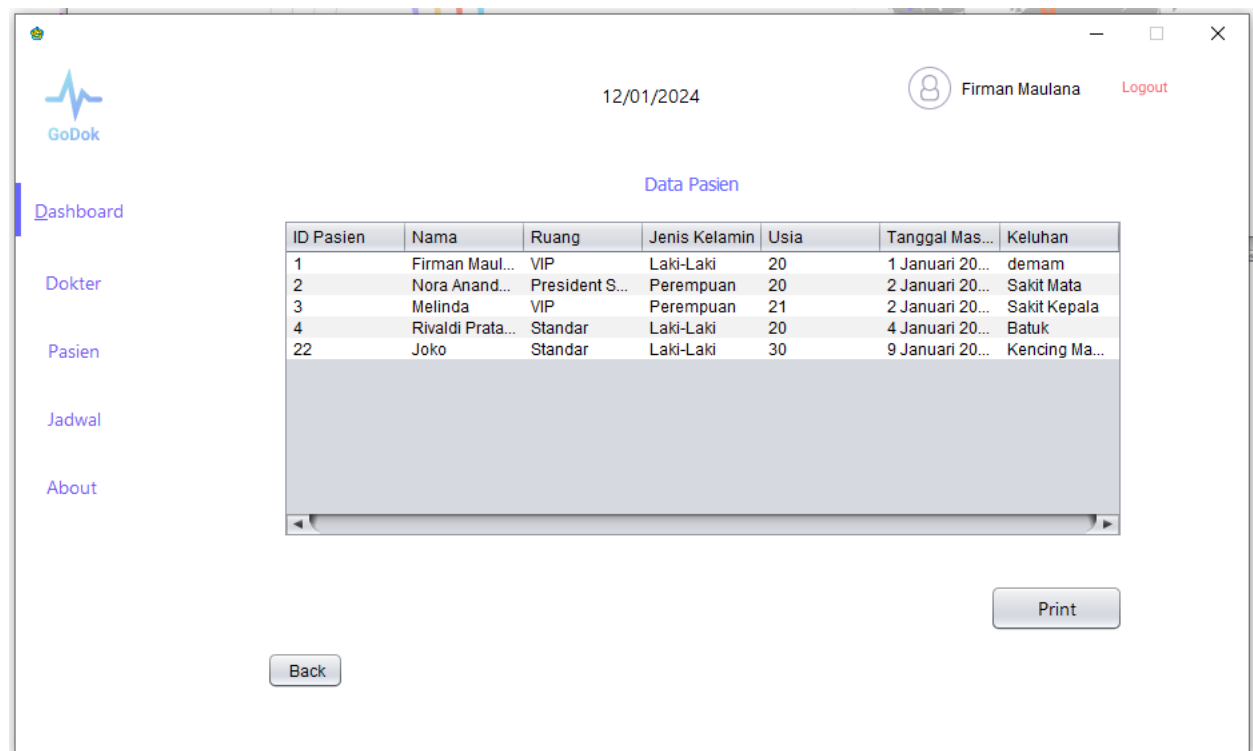 12/01/2024
Firman Maulana
Logout
GoDok
Data Pasien
Dashboard
Dokter
Pasien
Jadwal
About
ID Pasien Nama Ruang Jenis Kelamin Usia Tanggal Mas... Keluhan
1 Firman Maul... VIP Laki-Laki 20 1 Januari 20... demam
2 Nora Anand... President S... Perempuan 20 2 Januari 20... Sakit Mata
3 Melinda VIP Perempuan 21 2 Januari 20... Sakit Kepala
4 Rivaldi Prata... Standar Laki-Laki 20 4 Januari 20... Batuk
22 Joko Standar Laki-Laki 30 9 Januari 20... Kencing Ma...
Print
Back